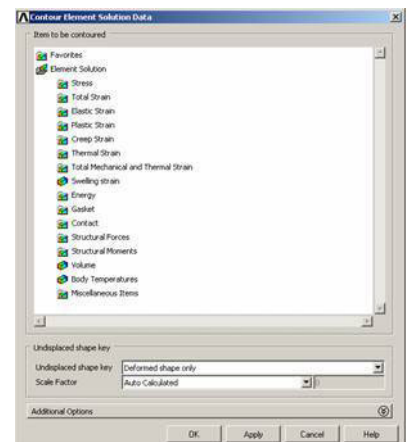 Contour Element Solution Data
Item to be contoured
Favorites
Element Solution
Stress
Total Strain
Elastic Strain
Plastic Strain
Creep Strain
Thermal Strain
Total Mechanical and Thermal Strain
Swelling strain
Energy
Gasket
Contact
Structural Forces
Structural Moments
Volume
Body Temperatures
Miscellaneous Items
Undisplaced shape key
Undisplaced shape key Deformed shape only
Scale Factor Auto Calculated 0
Additional Options
OK Apply Cancel Help